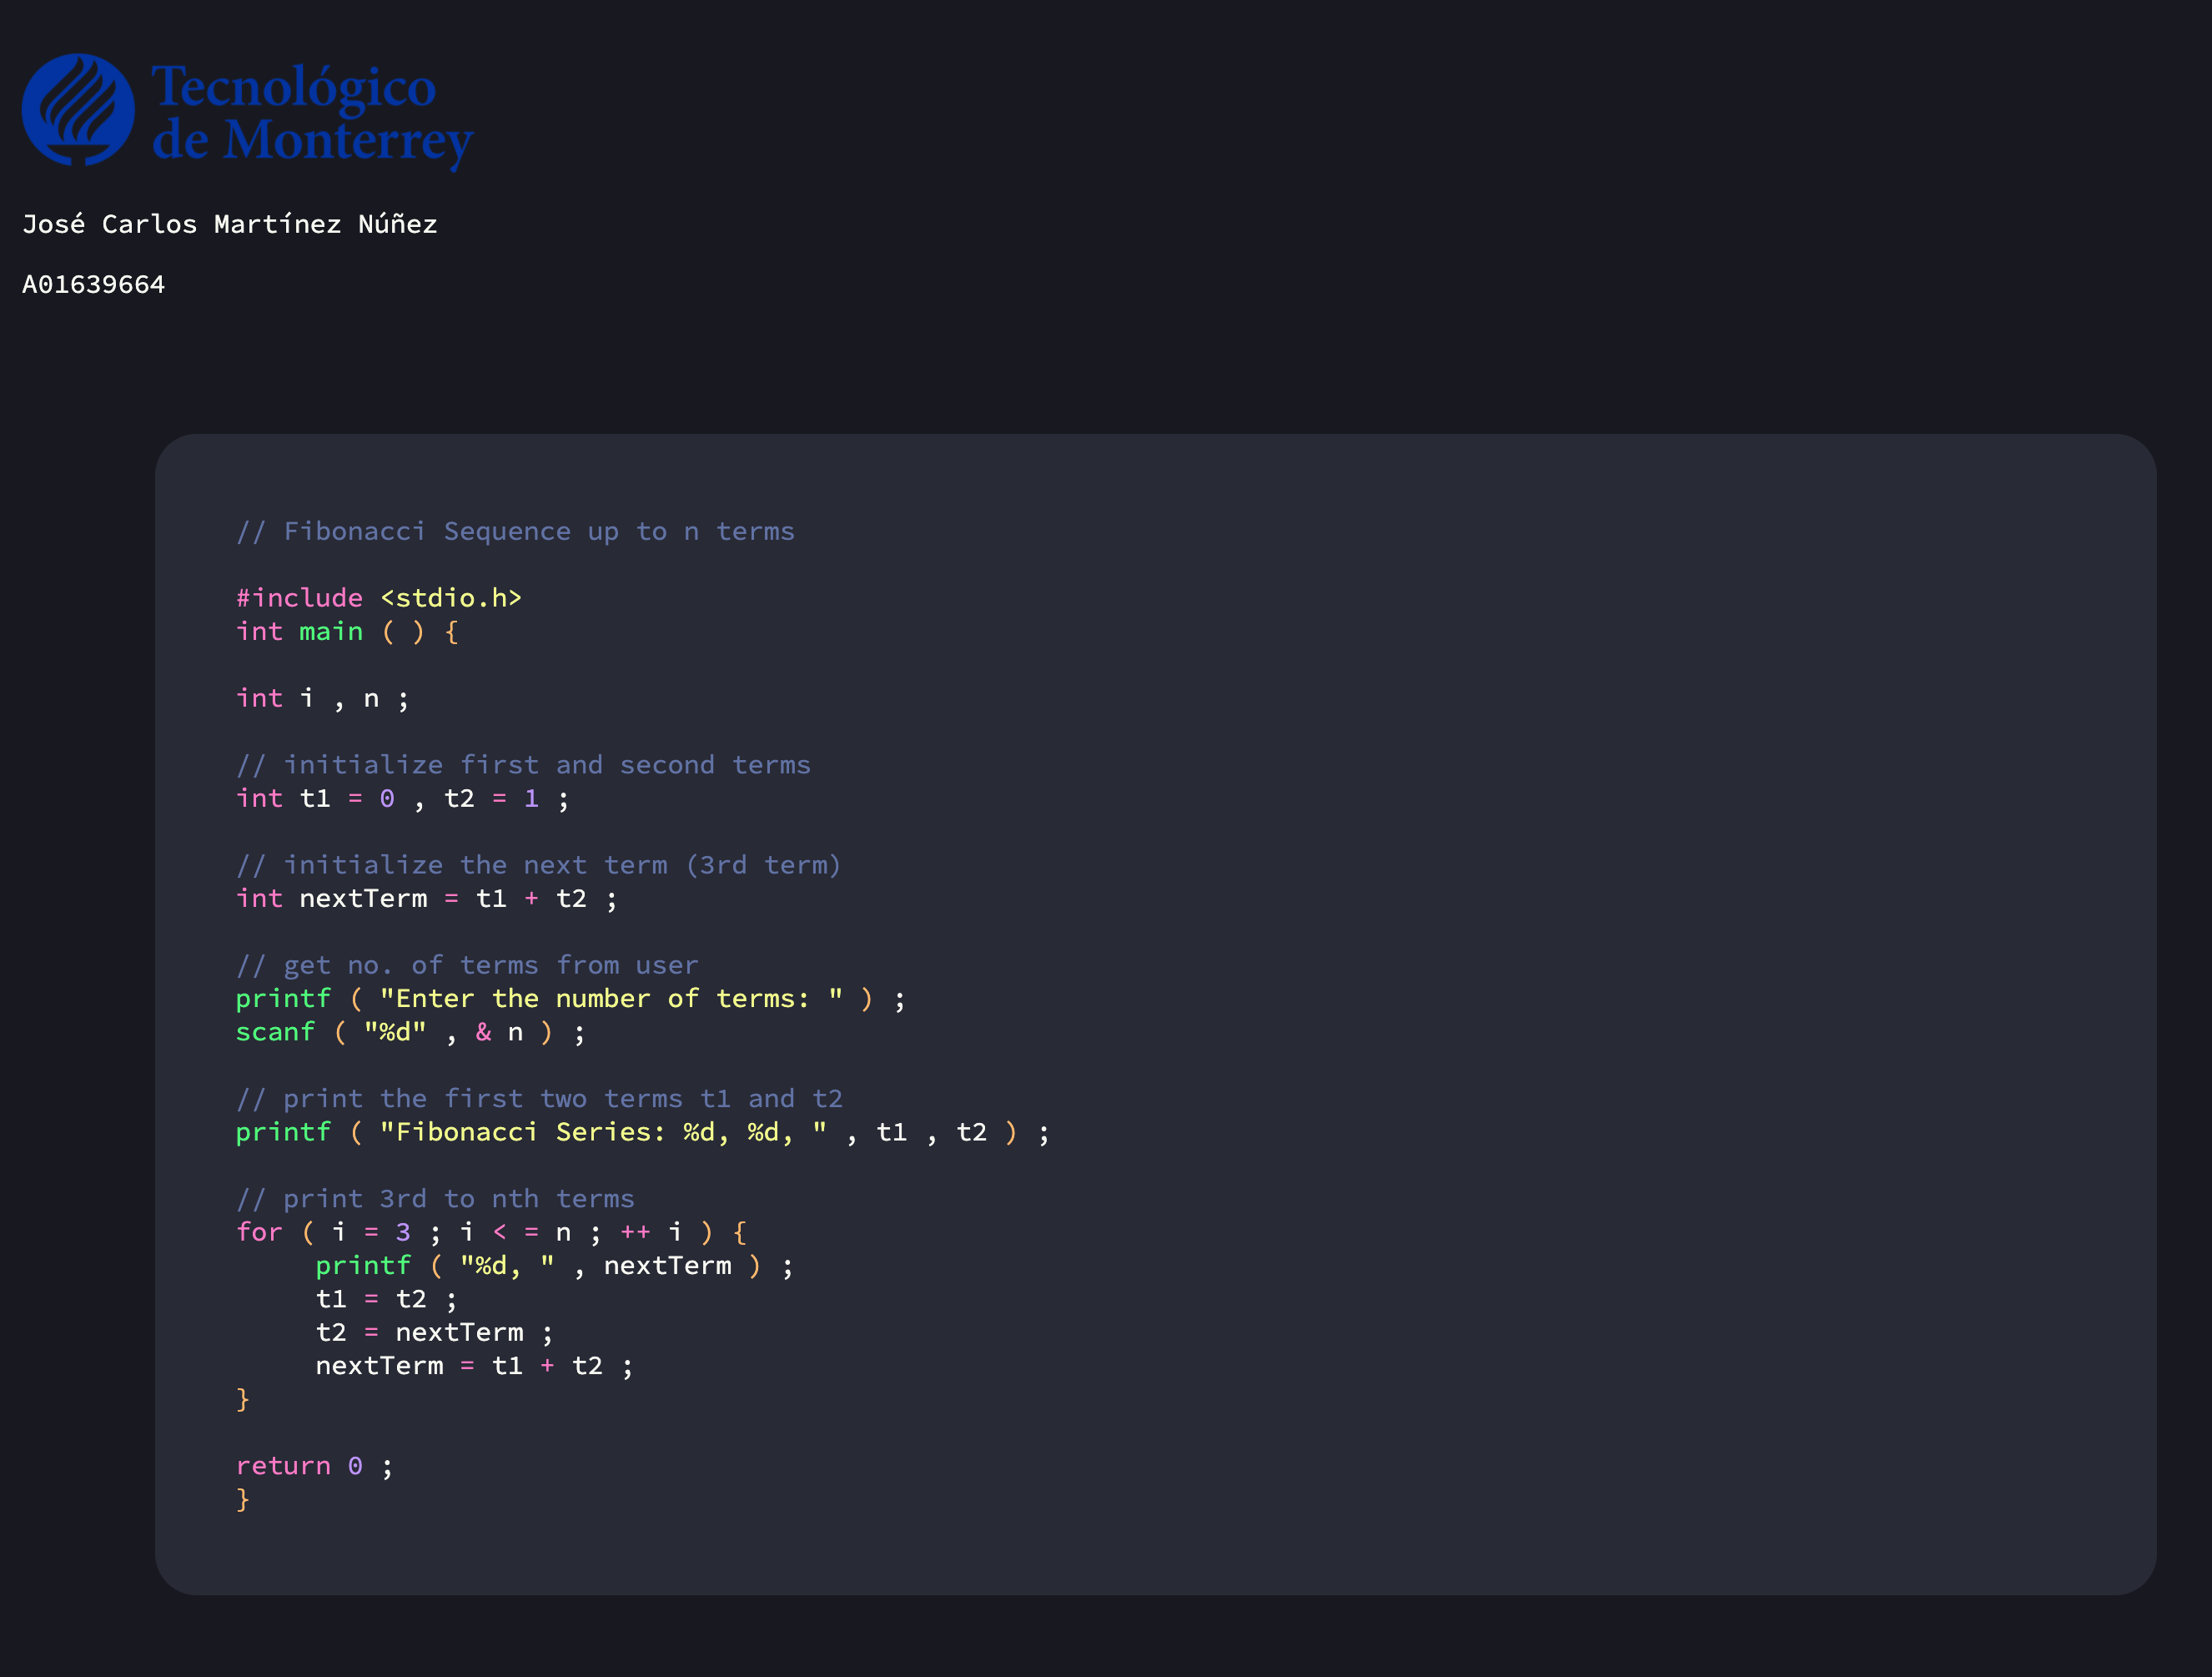 Tecnológico
de Monterrey
José Carlos Martínez Núñez
A01639664
// Fibonacci Sequence up to n terms
#include <stdio.h>
int main ( ) {
int i , n ;
// initialize first and second terms
int t1 = 0 , t2 = 1 ;
// initialize the next term (3rd term)
int nextTerm = t1 + t2 ;
// get no. of terms from user
printf ( "Enter the number of terms: " ) ;
scanf ( "%d" , & n ) ;
// print the first two terms t1 and t2
printf ( "Fibonacci Series: %d, %d, " , t1 , t2 ) ;
// print 3rd to nth terms
for ( i = 3 ; i < = n ; ++ i ) {
printf ( "%d, " , nextTerm ) ;
t1 = t2 ;
t2 = nextTerm ;
nextTerm = t1 + t2 ;
}
return 0 ;
}